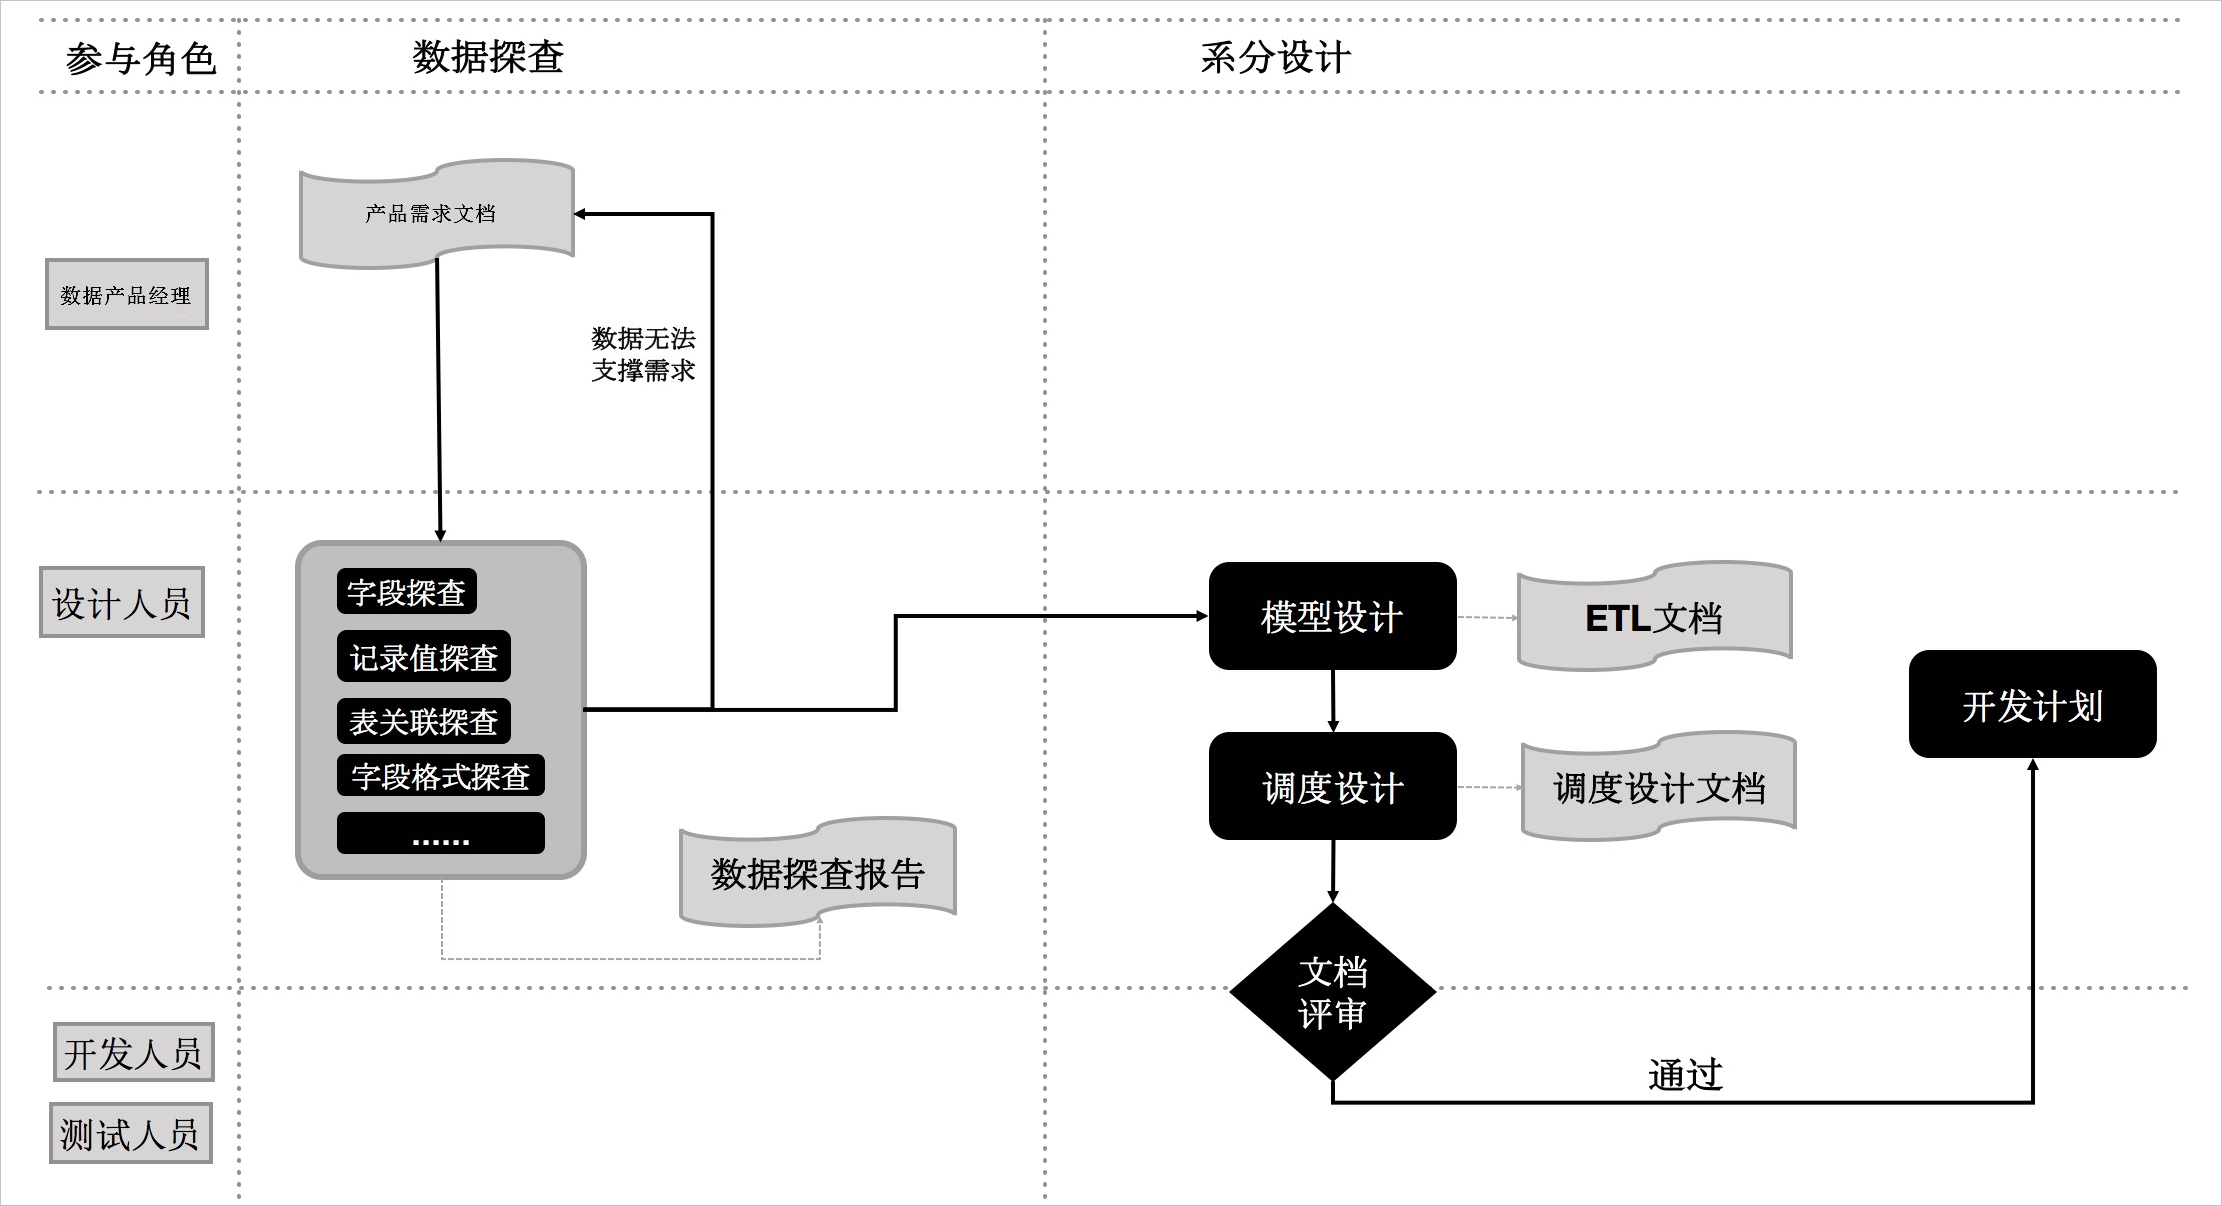 参与角色
数据探查
系分设计
产品需求文档
数据产品经理
数据无法
支撑需求
设计人员
字段探查
记录值探查
表关联探查
字段格式探查
......
数据探查报告
模型设计
ETL文档
调度设计
调度设计文档
开发计划
文档
评审
通过
开发人员
测试人员